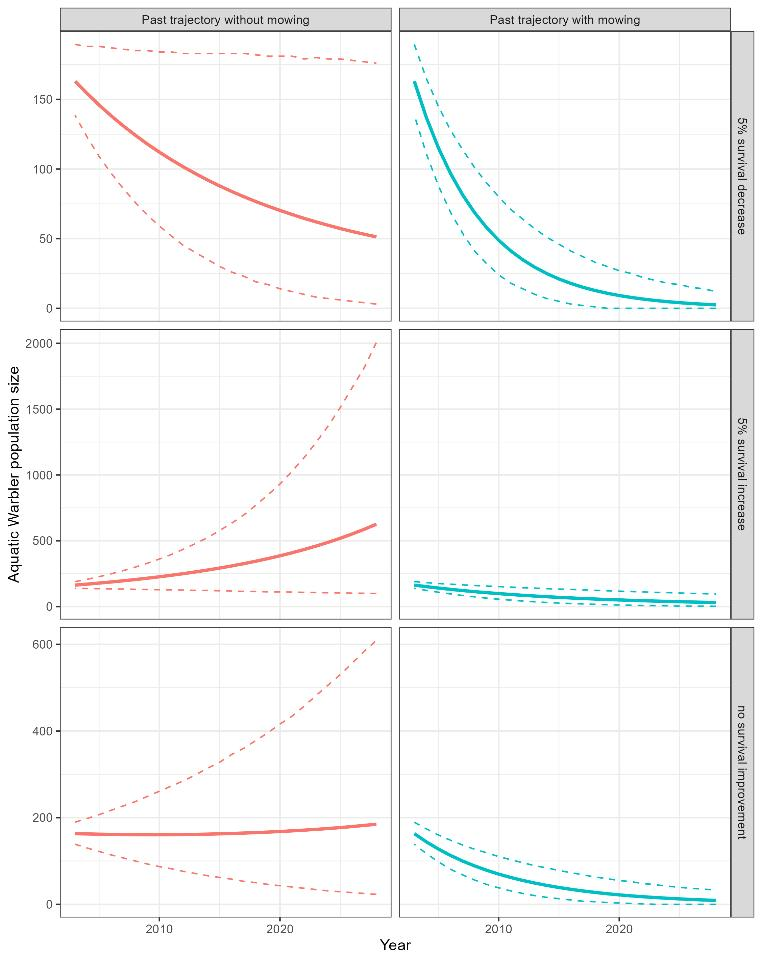 Past trajectory without mowing
Past trajectory with mowing
150
100
50
0
5% survival decrease
2000
1500
1000
500
0
5% survival increase
600
400
200
0
no survival improvement
Aquatic Warbler population size
2010
2020
2010
2020
Year